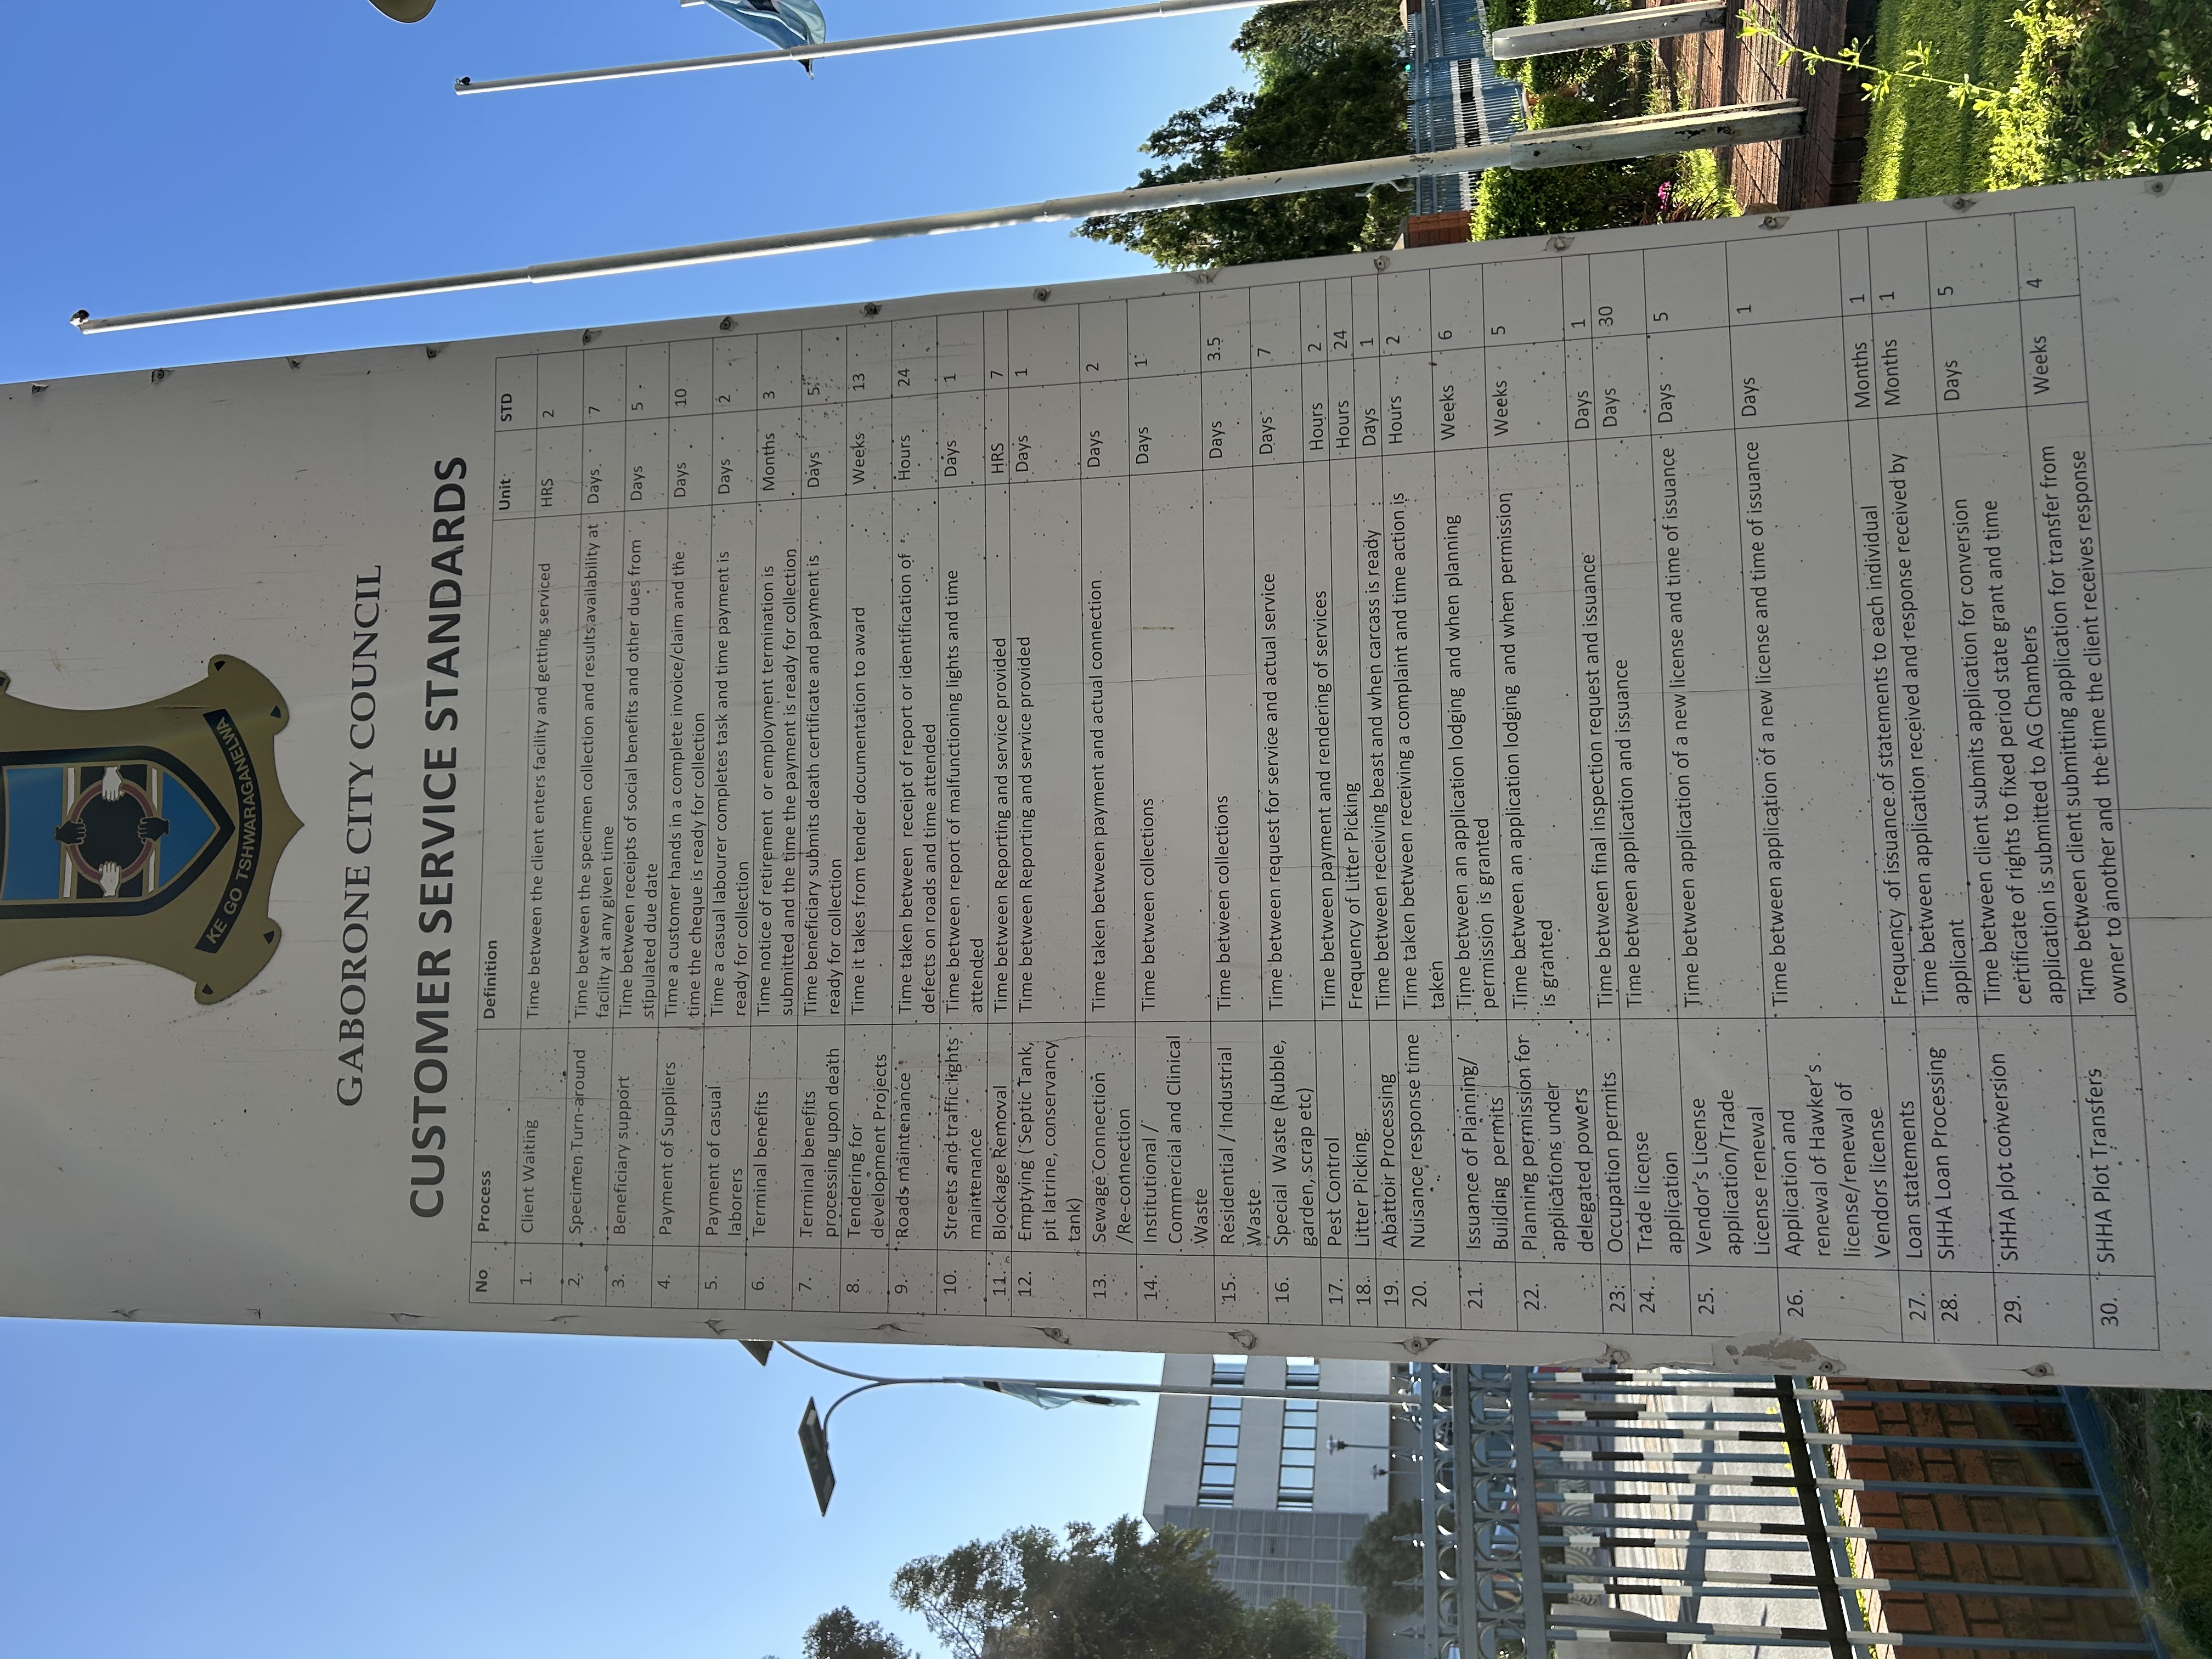 KE GO TSHWARAGANELWA
GABORONE CITY COUNCIL
CUSTOMER SERVICE STANDARDS
No Process Definition Unit STD
1. Client Waiting Time between the client enters facility and getting serviced HRS 2
2. Specimen Turn-around Time between the specimen collection and results availability at Days 7
facility at any given time
3. Beneficiary support Time between receipts of social benefits and other dues from Days 5
stipulated due date
4. Payment of Suppliers Time a customer hands in a complete invoice/claim and the Days 10
time the cheque is ready for collection
5. Payment of casual Time a casual labourer completes task and time payment is Days 2
laborers ready for collection
6. Terminal benefits Time notice of retirement or employment termination is Months 3
submitted and the time the payment is ready for collection
7. Terminal benefits Time beneficiary submits death certificate and payment is Days 5
processing upon death ready for collection
8. Tendering for Time it takes from tender documentation to award Weeks 13
development Projects
9. Roads maintenance Time taken between receipt of report or identification of Hours 24
defects on roads and time attended
10. Streets and traffic lights Time between report of malfunctioning lights and time Days 1
maintenance attended
11. Blockage Removal Time between Reporting and service provided HRS 7
12. Emptying ( Septic Tank, Time between Reporting and service provided Days 1
pit latrine, conservancy
tank)
13. Sewage Connection Time taken between payment and actual connection Days 2
/Re-connection
14. Institutional / Time between collections Days 1
Commercial and Clinical
Waste
15. Residential / Industrial Time between collections Days 3.5
Waste
16. Special Waste (Rubble, Time between request for service and actual service Days 7
garden, scrap etc)
17. Pest Control Time between payment and rendering of services Hours 2
18. Litter Picking Frequency of Litter Picking Hours 24
19. Abattoir Processing Time between receiving beast and when carcass is ready Days 1
20. Nuisance response time Time taken between receiving a complaint and time action is Hours 2
taken
21. Issuance of Planning/ Time between an application lodging and when planning Weeks 6
Building permits permission is granted
22. Planning permission for Time between an application lodging and when permission Weeks 5
applications under is granted
delegated powers
23. Occupation permits Time between final inspection request and issuance Days 1
24. Trade license Time between application and issuance Days 30
application
25. Vendor's License Time between application of a new license and time of issuance Days 5
application/Trade
License renewal
26. Application and Time between application of a new license and time of issuance Days 1
renewal of Hawker's
license/renewal of
Vendors license
27. Loan statements Frequency of issuance of statements to each individual Months 1
28. SHHA Loan Processing Time between application received and response received by Months 1
applicant
29. SHHA plot conversion Time between client submits application for conversion Days 5
certificate of rights to fixed period state grant and time
application is submitted to AG Chambers
30. SHHA Plot Transfers Time between client submitting application for transfer from Weeks 4
owner to another and the time the client receives response